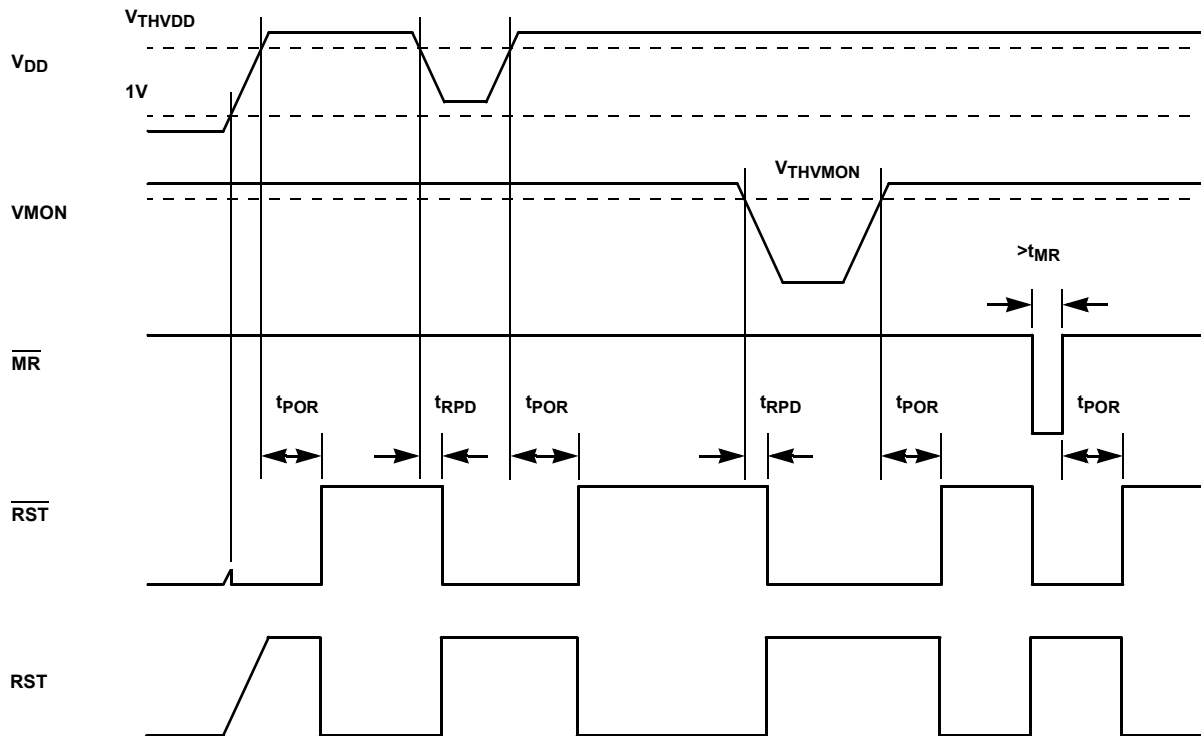 VTHVDD
VDD
1V
VTHVMON
VMON
>tMR
MR
tPOR
tRPD
tPOR
tRPD
tPOR
tPOR
RST
RST